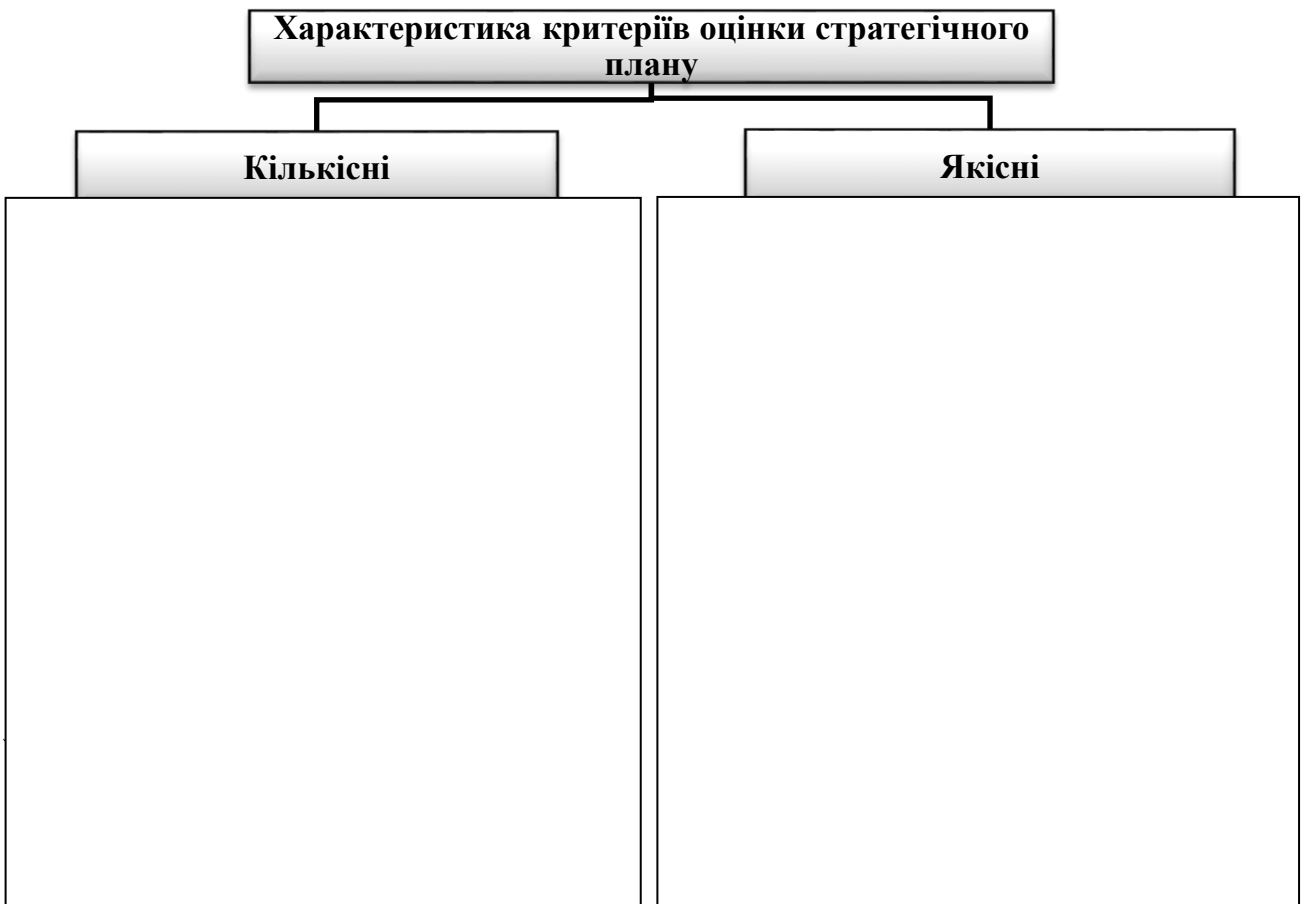 Характеристика критеріїв оцінки стратегічного
плану
Кількісні
Якісні